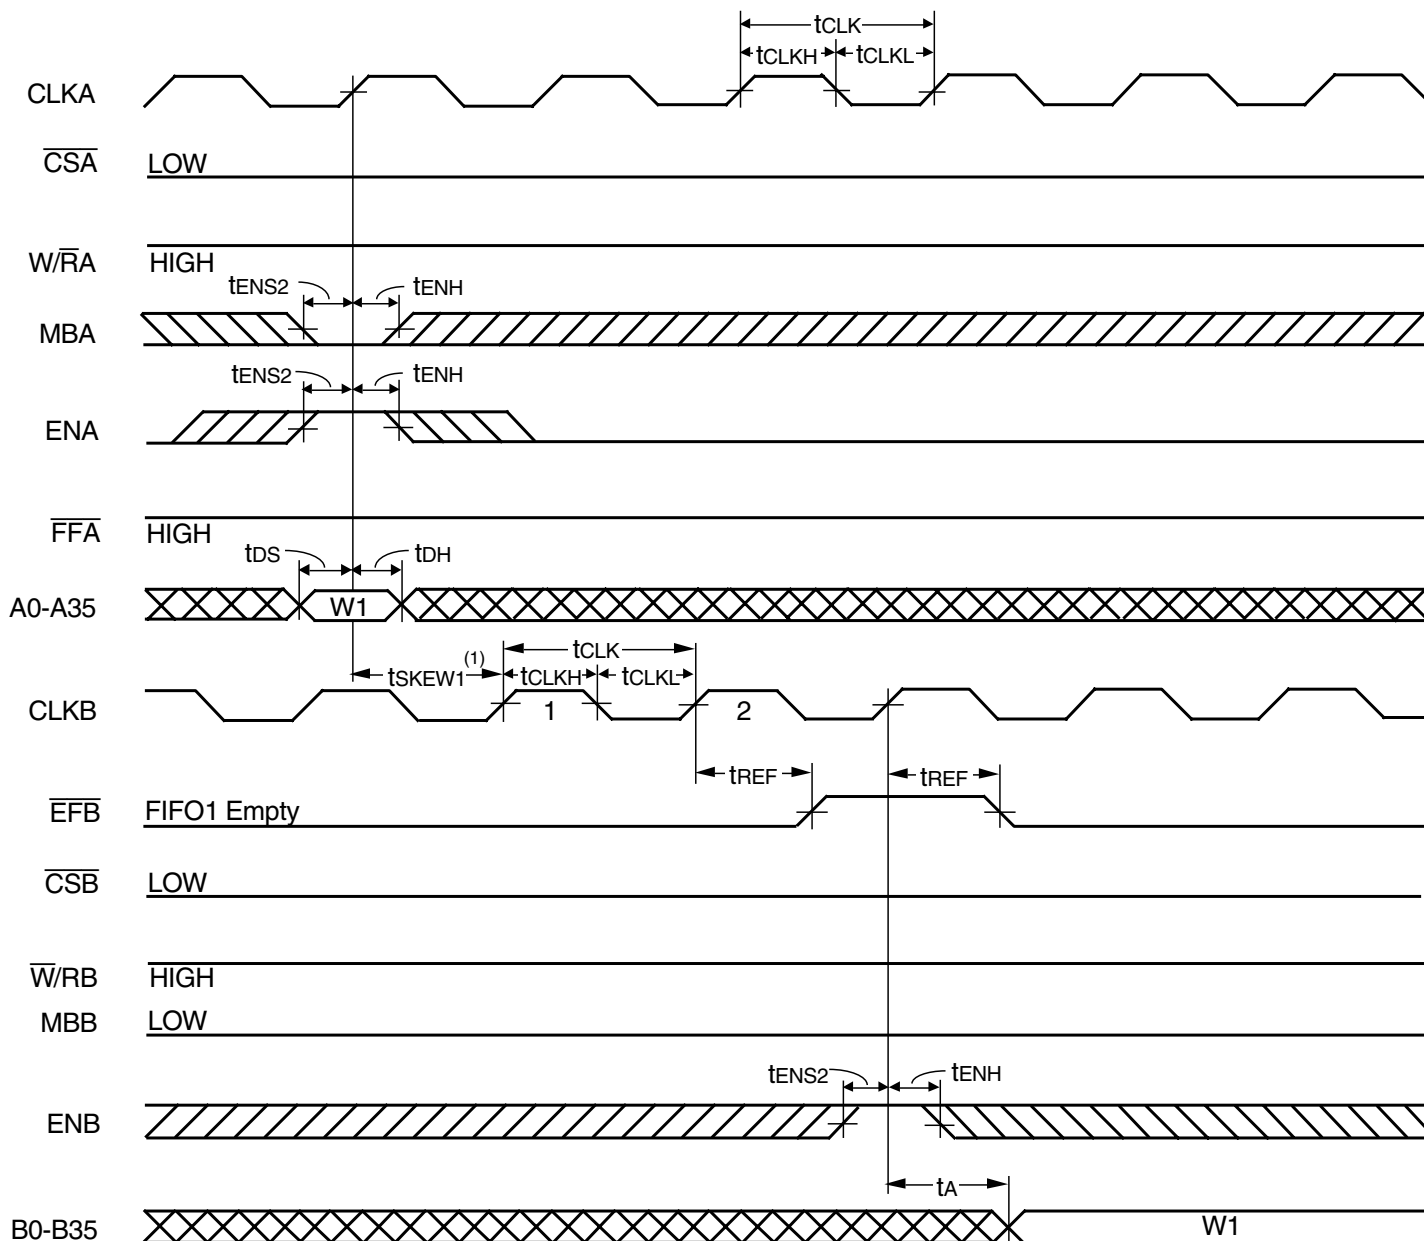 tCLK
tCLKH tCLKL
CLKA
CSA LOW
W/RA HIGH
tENS2 tENH
MBA
tENS2 tENH
ENA
FFA HIGH
tDS tDH
A0-A35 W1
tCLK
tSKEW1 (1) tCLKH tCLKL
CLKB 1 2
tREF tREF
EFB FIFO1 Empty
CSB LOW
W/RB HIGH
MBB LOW
tENS2 tENH
ENB
tA
B0-B35 W1